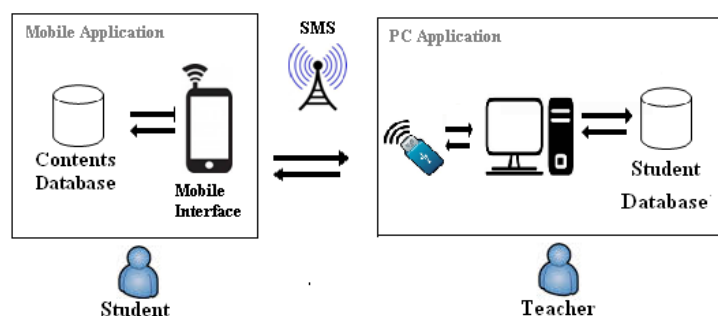 Mobile Application
Contents
Database
Mobile
Interface
Student
SMS
PC Application
Student
Database
Teacher